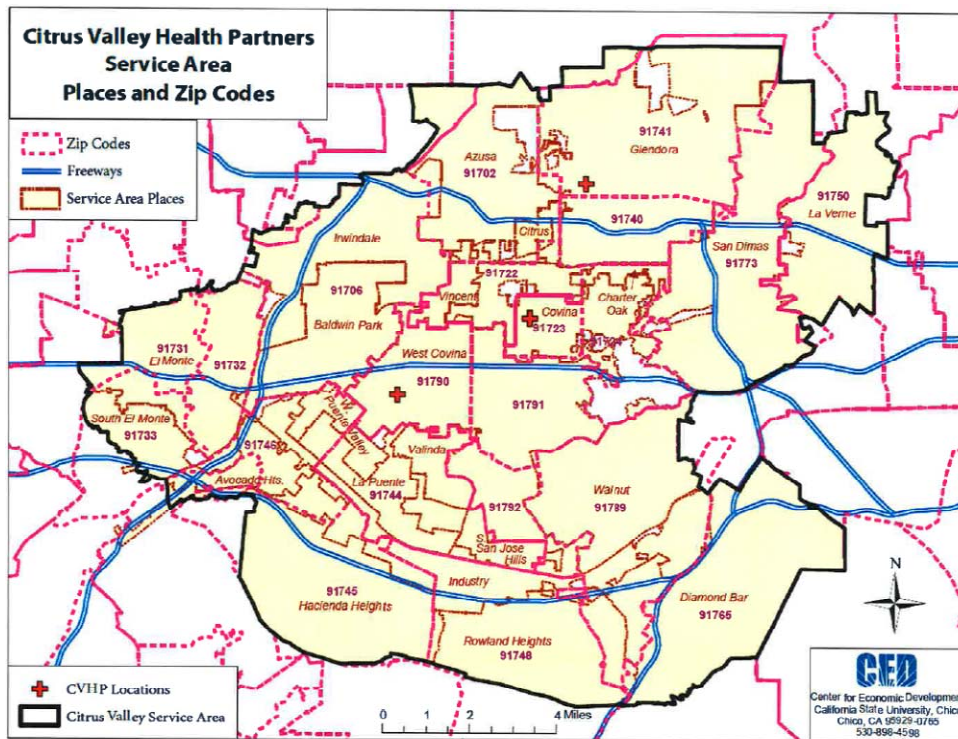 Citrus Valley Health Partners
Service Area
Places and Zip Codes
Zip Codes
Freeways
Service Area Places
91741
Glendora
Azusa
91702
91750
La Verne
91740
Citrus
Irwindale
San Dimas
91773
91722
91706
Vincent
Charter
Oak
Covina
91723
Baldwin Park
91731
El Monte
91732
West Covina
91790
91791
South El Monte
91733
Puente Valley
91746
Valinda
Avocado Hts.
La Puente
91744
Walnut
91789
91792
S.
San Jose
Hills
Industry
91745
Hacienda Heights
Diamond Bar
91765
Rowland Heights
91748
N
CVHP Locations
Citrus Valley Service Area
0 1 2 4 Miles
CED
Center for Economic Development
California State University, Chico
Chico, CA 95929-0765
530-898-4598